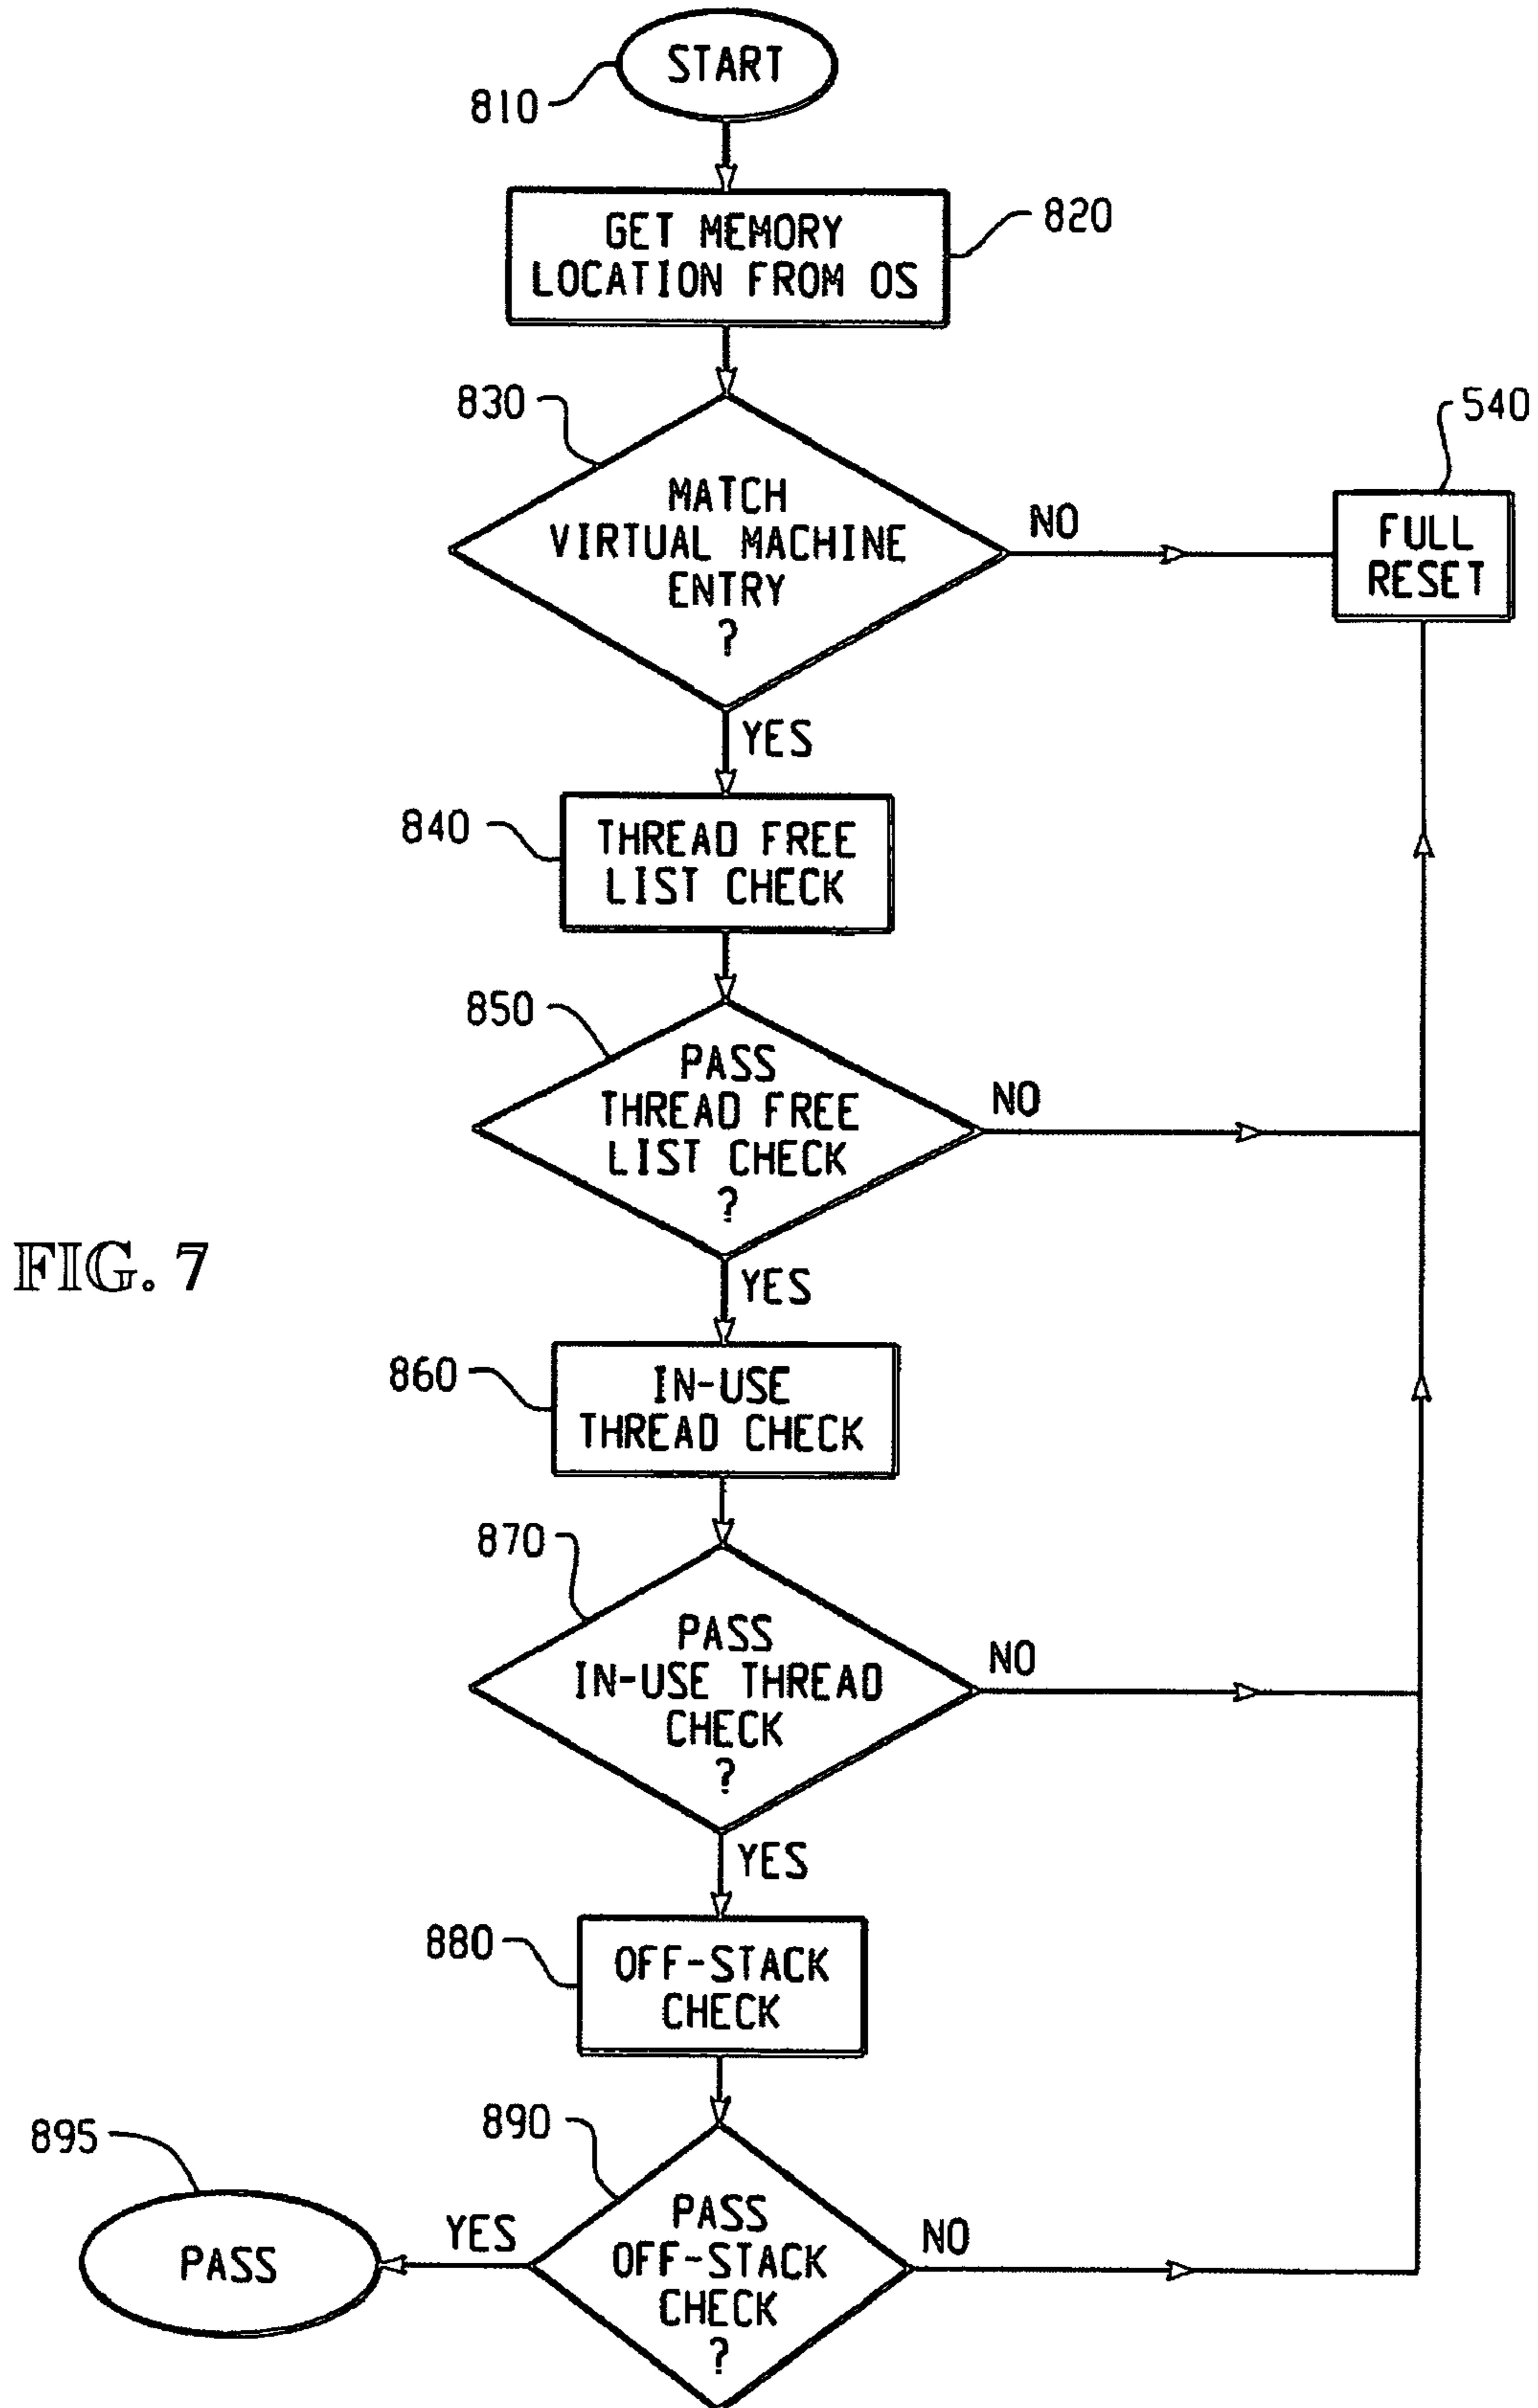 START
810
GET MEMORY
LOCATION FROM OS
820
830
MATCH
VIRTUAL MACHINE
ENTRY
?
NO
540
FULL
RESET
YES
840
THREAD FREE
LIST CHECK
850
PASS
THREAD FREE
LIST CHECK
?
NO
FIG. 7
YES
860
IN-USE
THREAD CHECK
870
PASS
IN-USE THREAD
CHECK
?
NO
YES
880
OFF-STACK
CHECK
890
PASS
OFF-STACK
CHECK
?
NO
YES
895
PASS